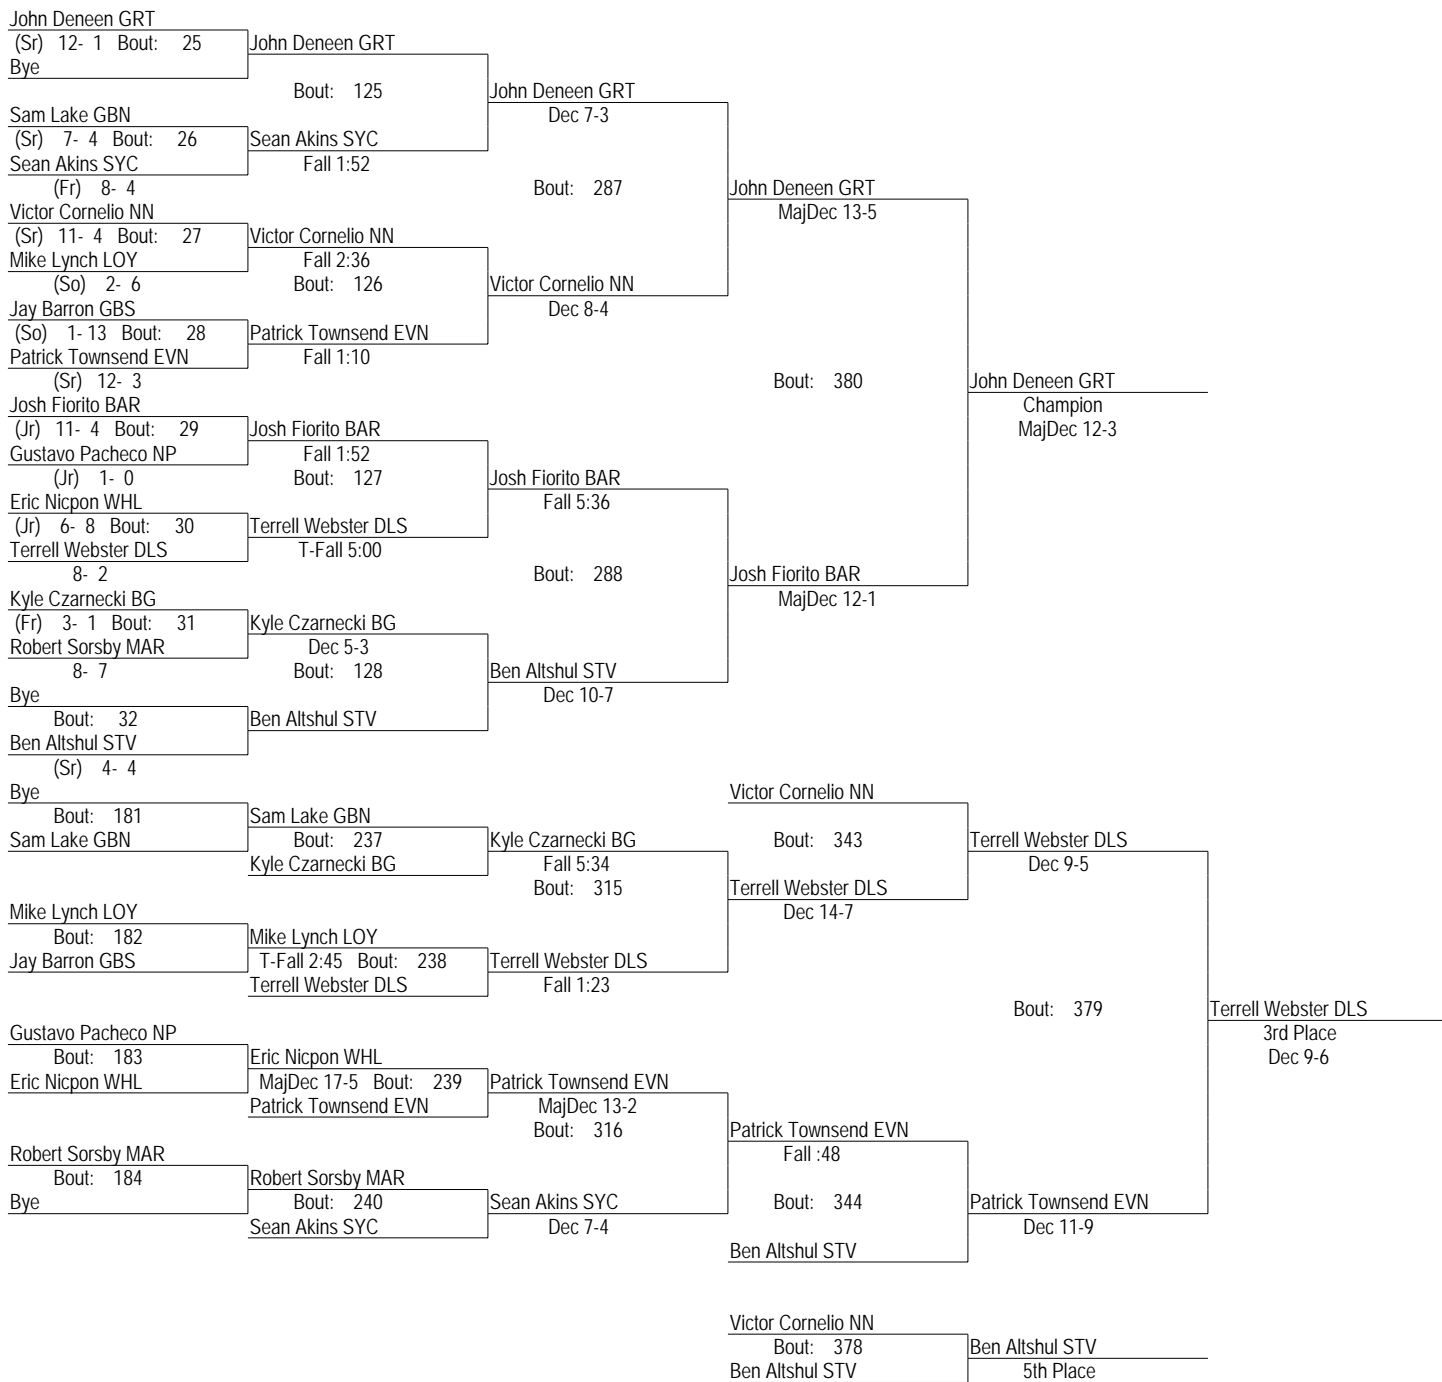 John Deneen GRT
(Sr) 12- 1 Bout: 25 John Deneen GRT
Bye
Bout: 125 John Deneen GRT
Sam Lake GBN Dec 7-3
(Sr) 7- 4 Bout: 26 Sean Akins SYC
Sean Akins SYC Fall 1:52
(Fr) 8- 4 Bout: 287 John Deneen GRT
Victor Cornelio NN MajDec 13-5
(Sr) 11- 4 Bout: 27 Victor Cornelio NN
Mike Lynch LOY Fall 2:36
(So) 2- 6 Bout: 126 Victor Cornelio NN
Jay Barron GBS Dec 8-4
(So) 1- 13 Bout: 28 Patrick Townsend EVN
Patrick Townsend EVN Fall 1:10
(Sr) 12- 3 Bout: 380 John Deneen GRT
Josh Fiorito BAR Champion
(Jr) 11- 4 Bout: 29 Josh Fiorito BAR MajDec 12-3
Gustavo Pacheco NP Fall 1:52
(Jr) 1- 0 Bout: 127 Josh Fiorito BAR
Eric Nicpon WHL Fall 5:36
(Jr) 6- 8 Bout: 30 Terrell Webster DLS
Terrell Webster DLS T-Fall 5:00
8- 2 Bout: 288 Josh Fiorito BAR
Kyle Czarnecki BG MajDec 12-1
(Fr) 3- 1 Bout: 31 Kyle Czarnecki BG
Robert Sorsby MAR Dec 5-3
8- 7 Bout: 128 Ben Altshul STV
Bye Dec 10-7
Bout: 32 Ben Altshul STV
Ben Altshul STV
(Sr) 4- 4
Bye Victor Cornelio NN
Bout: 181 Sam Lake GBN
Sam Lake GBN Bout: 237 Kyle Czarnecki BG Bout: 343 Terrell Webster DLS
Kyle Czarnecki BG Fall 5:34 Dec 9-5
Bout: 315 Terrell Webster DLS
Mike Lynch LOY Dec 14-7
Bout: 182 Mike Lynch LOY
Jay Barron GBS T-Fall 2:45 Bout: 238 Terrell Webster DLS
Terrell Webster DLS Fall 1:23
Bout: 379 Terrell Webster DLS
Gustavo Pacheco NP 3rd Place
Bout: 183 Eric Nicpon WHL Dec 9-6
Eric Nicpon WHL MajDec 17-5 Bout: 239 Patrick Townsend EVN
Patrick Townsend EVN MajDec 13-2
Bout: 316 Patrick Townsend EVN
Robert Sorsby MAR Fall :48
Bout: 184 Robert Sorsby MAR
Bye Bout: 240 Sean Akins SYC Bout: 344 Patrick Townsend EVN
Sean Akins SYC Dec 7-4 Dec 11-9
Ben Altshul STV
Victor Cornelio NN
Bout: 378 Ben Altshul STV
Ben Altshul STV 5th Place